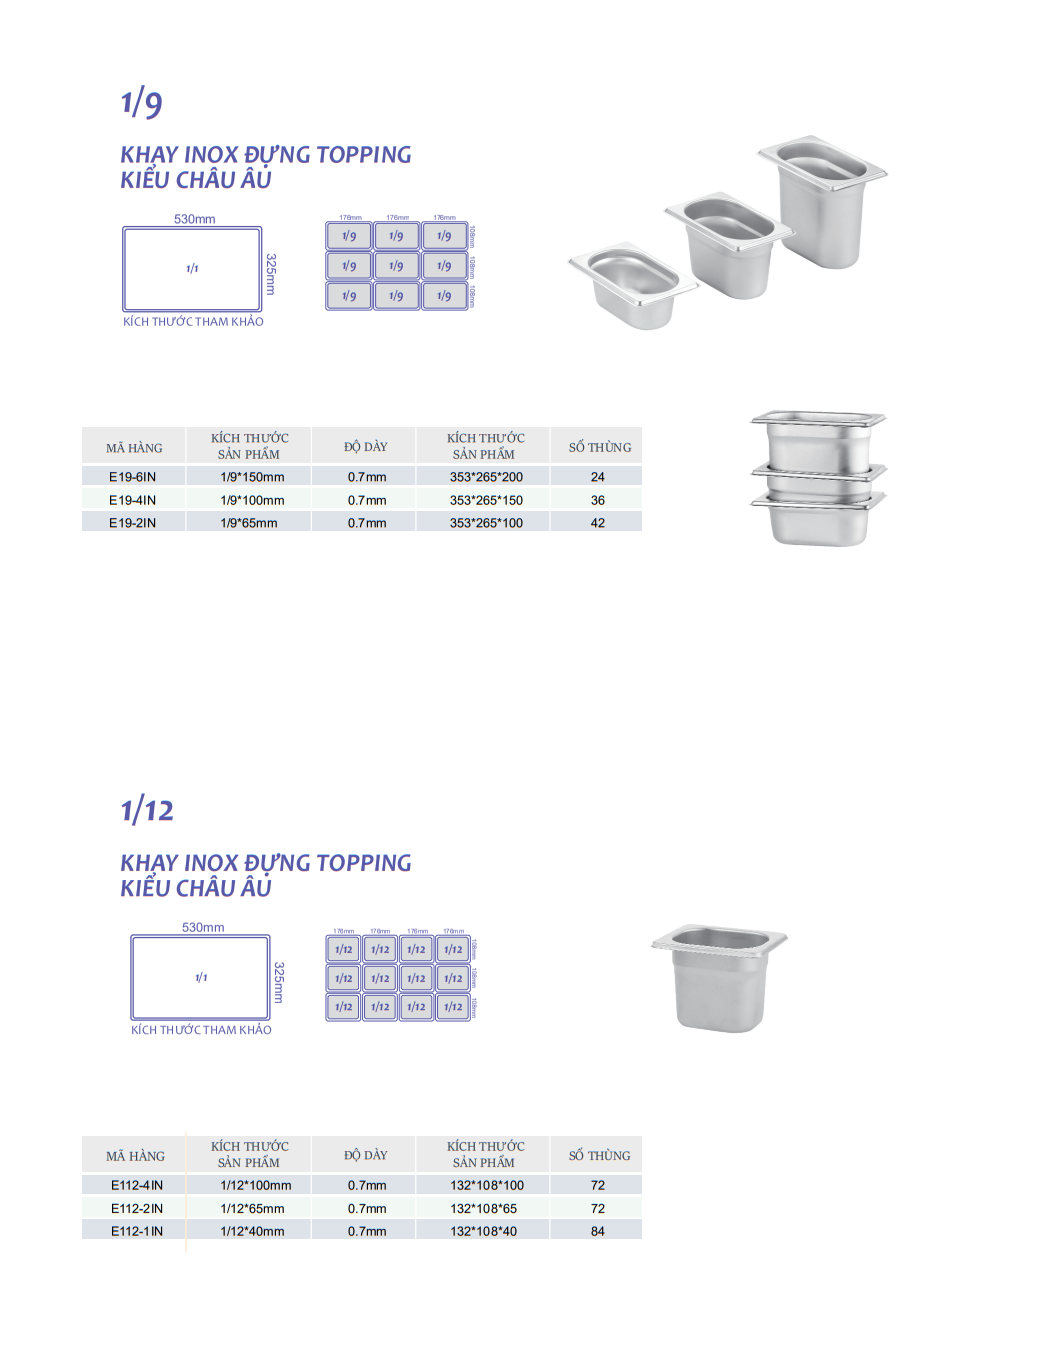 1/9
KHAY INOX ĐỰNG TOPPING
KIỂU CHÂU ÂU
530mm
325mm
1/1
KÍCH THƯỚC THAM KHẢO
176mm 176mm 176mm
1/9 1/9 1/9 108mm
1/9 1/9 1/9 108mm
1/9 1/9 1/9 108mm
MÃ HÀNG KÍCH THƯỚC SẢN PHẨM ĐỘ DÀY KÍCH THƯỚC SẢN PHẨM SỐ THÙNG
E19-6IN 1/9*150mm 0.7mm 353*265*200 24
E19-4IN 1/9*100mm 0.7mm 353*265*150 36
E19-2IN 1/9*65mm 0.7mm 353*265*100 42
1/12
KHAY INOX ĐỰNG TOPPING
KIỂU CHÂU ÂU
530mm
325mm
1/1
KÍCH THƯỚC THAM KHẢO
176mm 176mm 176mm 176mm
1/12 1/12 1/12 1/12 108mm
1/12 1/12 1/12 1/12 108mm
1/12 1/12 1/12 1/12 108mm
MÃ HÀNG KÍCH THƯỚC SẢN PHẨM ĐỘ DÀY KÍCH THƯỚC SẢN PHẨM SỐ THÙNG
E112-4IN 1/12*100mm 0.7mm 132*108*100 72
E112-2IN 1/12*65mm 0.7mm 132*108*65 72
E112-1IN 1/12*40mm 0.7mm 132*108*40 84